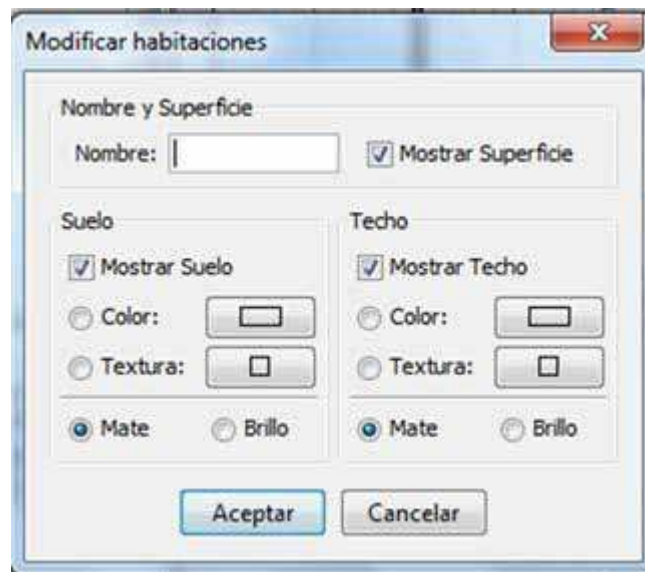 Modificar habitaciones
Nombre y Superficie
Nombre: Mostrar Superficie
Suelo Techo
Mostrar Suelo Mostrar Techo
Color: Color:
Textura: Textura:
Mate Brillo Mate Brillo
Aceptar Cancelar